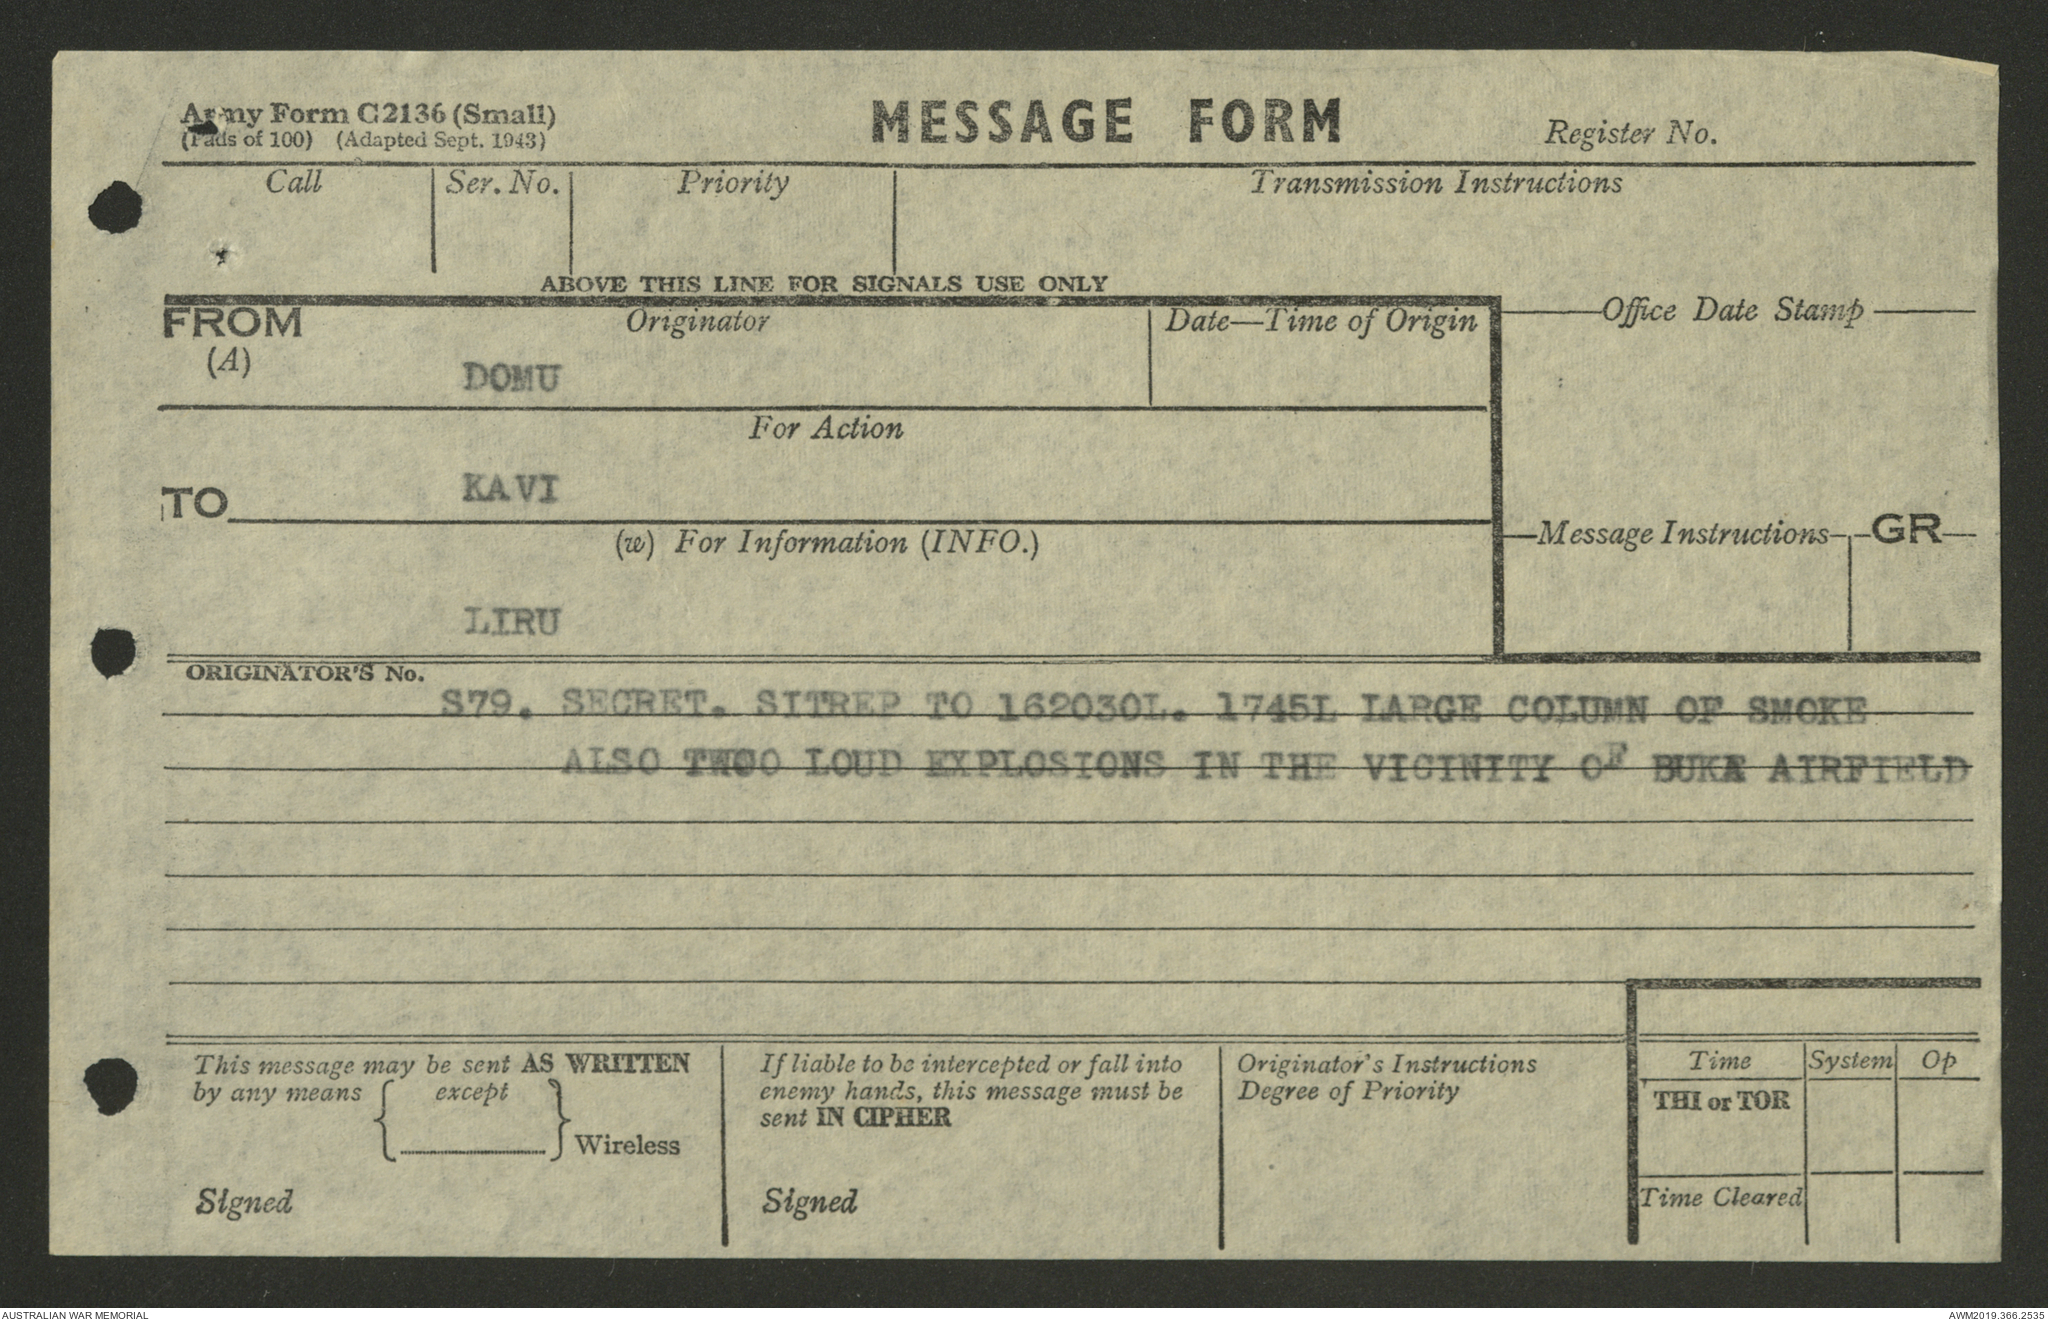 Army Form C2136 (Small)
(Pads of 100) (Adapted Sept. 1943)
MESSAGE FORM
Register No.
Call
Ser. No.
Priority
Transmission Instructions
ABOVE THIS LINE FOR SIGNALS USE ONLY
FROM
(A)
Originator
Date—Time of Origin
Office Date Stamp
DOMU
For Action
KAVI
TO
(w) For Information (INFO.)
Message Instructions
GR
LIRU
ORIGINATOR'S No.
S79. SECRET. SITREP TO 162030L. 1745L LARGE COLUMN OF SMOKE
ALSO TWO LOUD EXPLOSIONS IN THE VICINITY OF BUKA AIRFIELD
This message may be sent AS WRITTEN
by any means
except
Wireless
Signed
If liable to be intercepted or fall into
enemy hands, this message must be
sent IN CIPHER
Signed
Originator's Instructions
Degree of Priority
Time
System
Op
THI or TOR
Time Cleared
AUSTRALIAN WAR MEMORIAL
AWM2019.366.2535